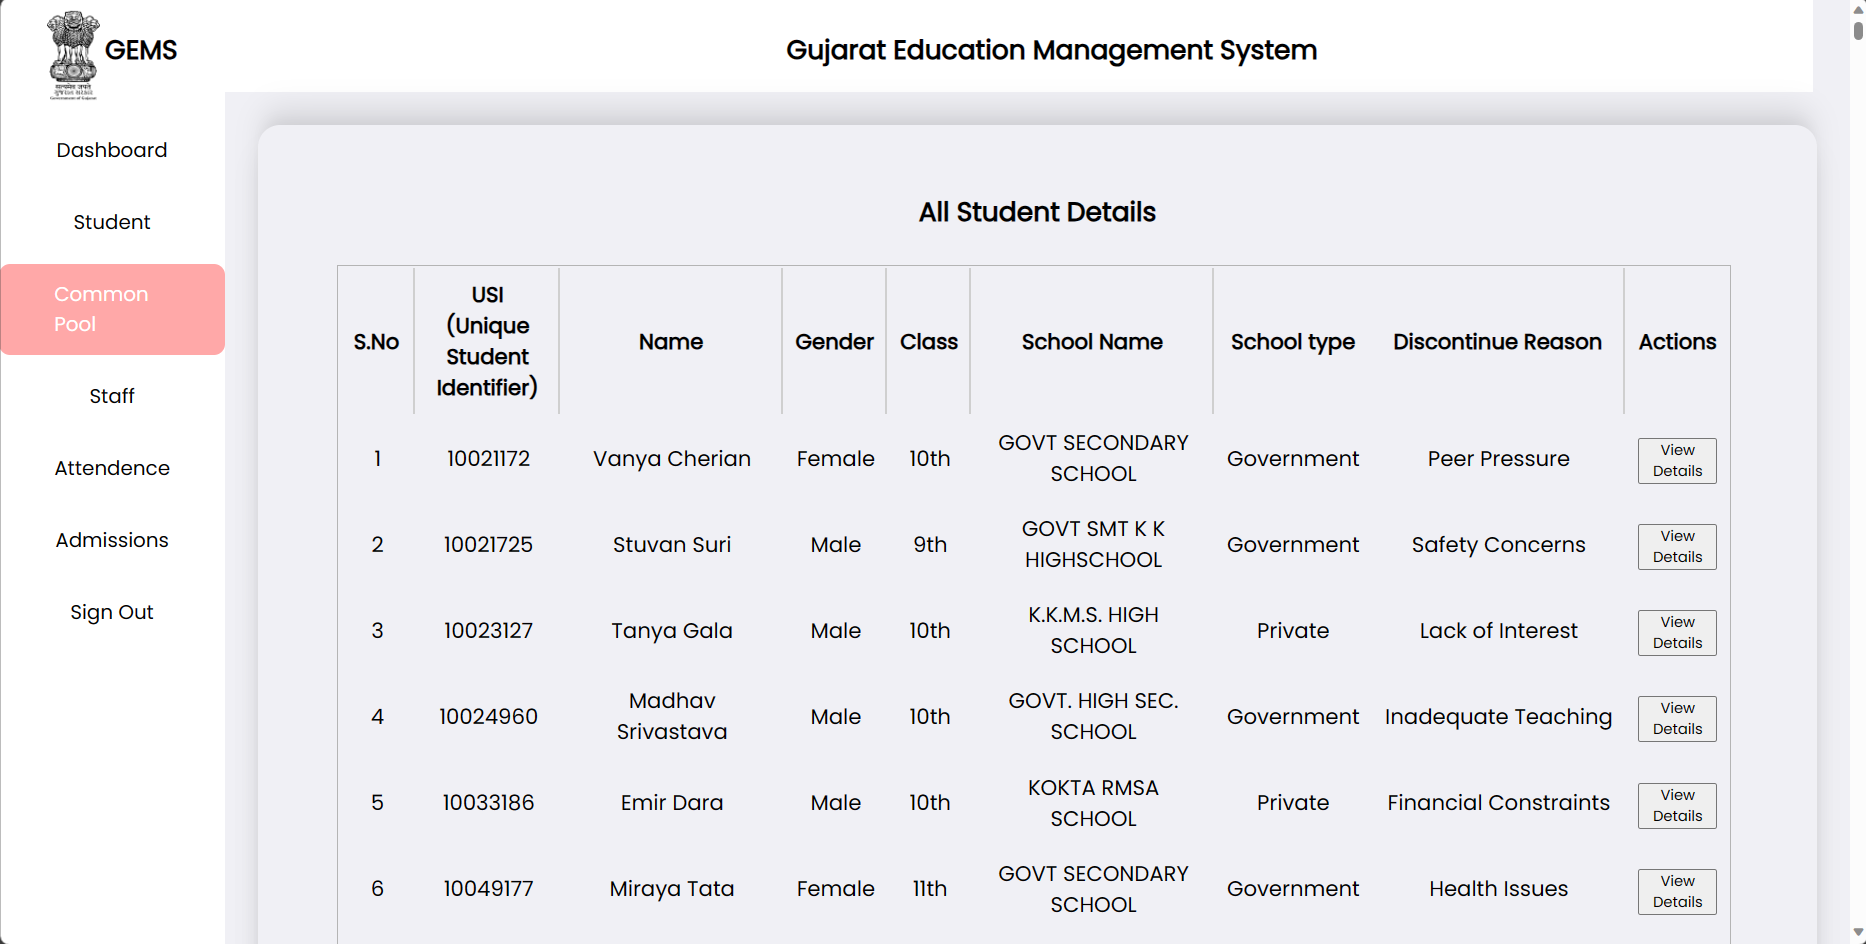 GEMS
Gujarat Education Management System
Dashboard
Student
Common
Pool
Staff
Attendence
Admissions
Sign Out
All Student Details
S.No
USI
(Unique
Student
Identifier)
Name
Gender
Class
School Name
School type
Discontinue Reason
Actions
1
10021172
Vanya Cherian
Female
10th
GOVT SECONDARY
SCHOOL
Government
Peer Pressure
View
Details
2
10021725
Stuvan Suri
Male
9th
GOVT SMT K K
HIGHSCHOOL
Government
Safety Concerns
View
Details
3
10023127
Tanya Gala
Male
10th
K.K.M.S. HIGH
SCHOOL
Private
Lack of Interest
View
Details
4
10024960
Madhav
Srivastava
Male
10th
GOVT. HIGH SEC.
SCHOOL
Government
Inadequate Teaching
View
Details
5
10033186
Emir Dara
Male
10th
KOKTA RMSA
SCHOOL
Private
Financial Constraints
View
Details
6
10049177
Miraya Tata
Female
11th
GOVT SECONDARY
SCHOOL
Government
Health Issues
View
Details